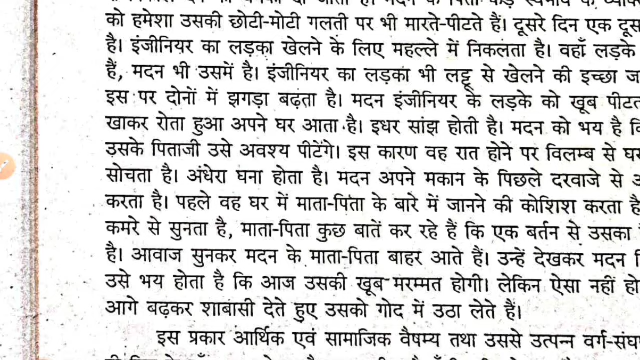 को हमेशा उसकी छोटी-मोटी गलती पर भी मारते-पीटते हैं। दूसरे दिन एक
है। इंजीनियर का लड़का खेलने के लिए महल्ले में निकलता है। वहाँ लड़के
हैं, मदन भी उसमें है। इंजीनियर का लड़का भी लट्टू से खेलने की इच्छा
इस पर दोनों में झगड़ा बढ़ता है। मदन इंजीनियर के लड़के को खूब
खाकर रोता हुआ अपने घर आता है। इधर सांझ होती है। मदन को भय है
उसके पिताजी उसे अवश्य पीटेंगे। इस कारण वह रात होने पर विलम्ब से
सोचता है। अंधेरा घना होता है। मदन अपने मकान के पिछले दरवाजे से
करता है। पहले वह घर में माता-पिता के बारे में जानने की कोशिश करता है
कमरे से सुनता है, माता-पिता कुछ बातें कर रहे हैं कि एक बर्तन से उसका
है। आवाज सुनकर मदन के माता-पिता बाहर आते हैं। उन्हें देखकर मदन
उसे भय होता है कि आज उसकी खूब मरम्मत होगी। लेकिन ऐसा नहीं
आगे बढ़कर शाबासी देते हुए उसको गोद में उठा लेते हैं।
इस प्रकार आर्थिक एवं सामाजिक वैषम्य तथा उससे उत्पन्न